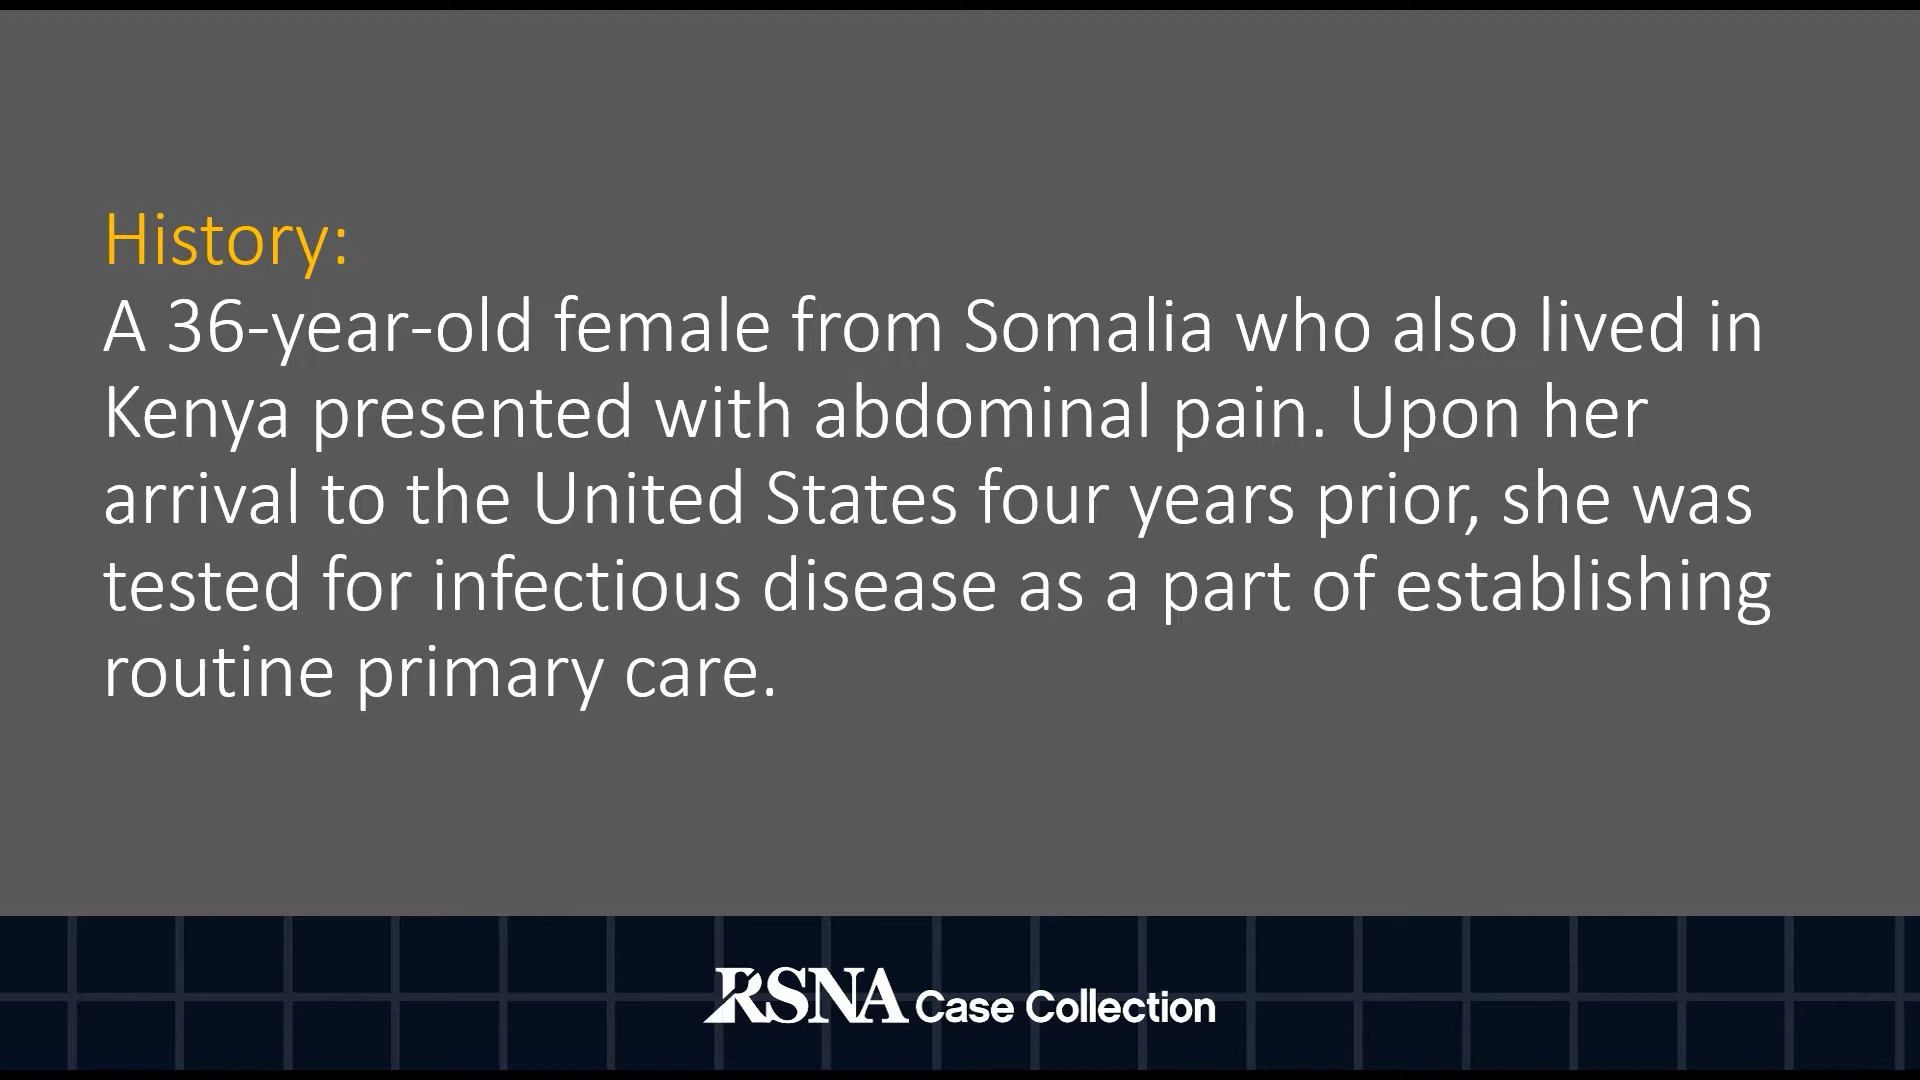 History:
A 36-year-old female from Somalia who also lived in
Kenya presented with abdominal pain. Upon her
arrival to the United States four years prior, she was
tested for infectious disease as a part of establishing
routine primary care.
RSNA Case Collection